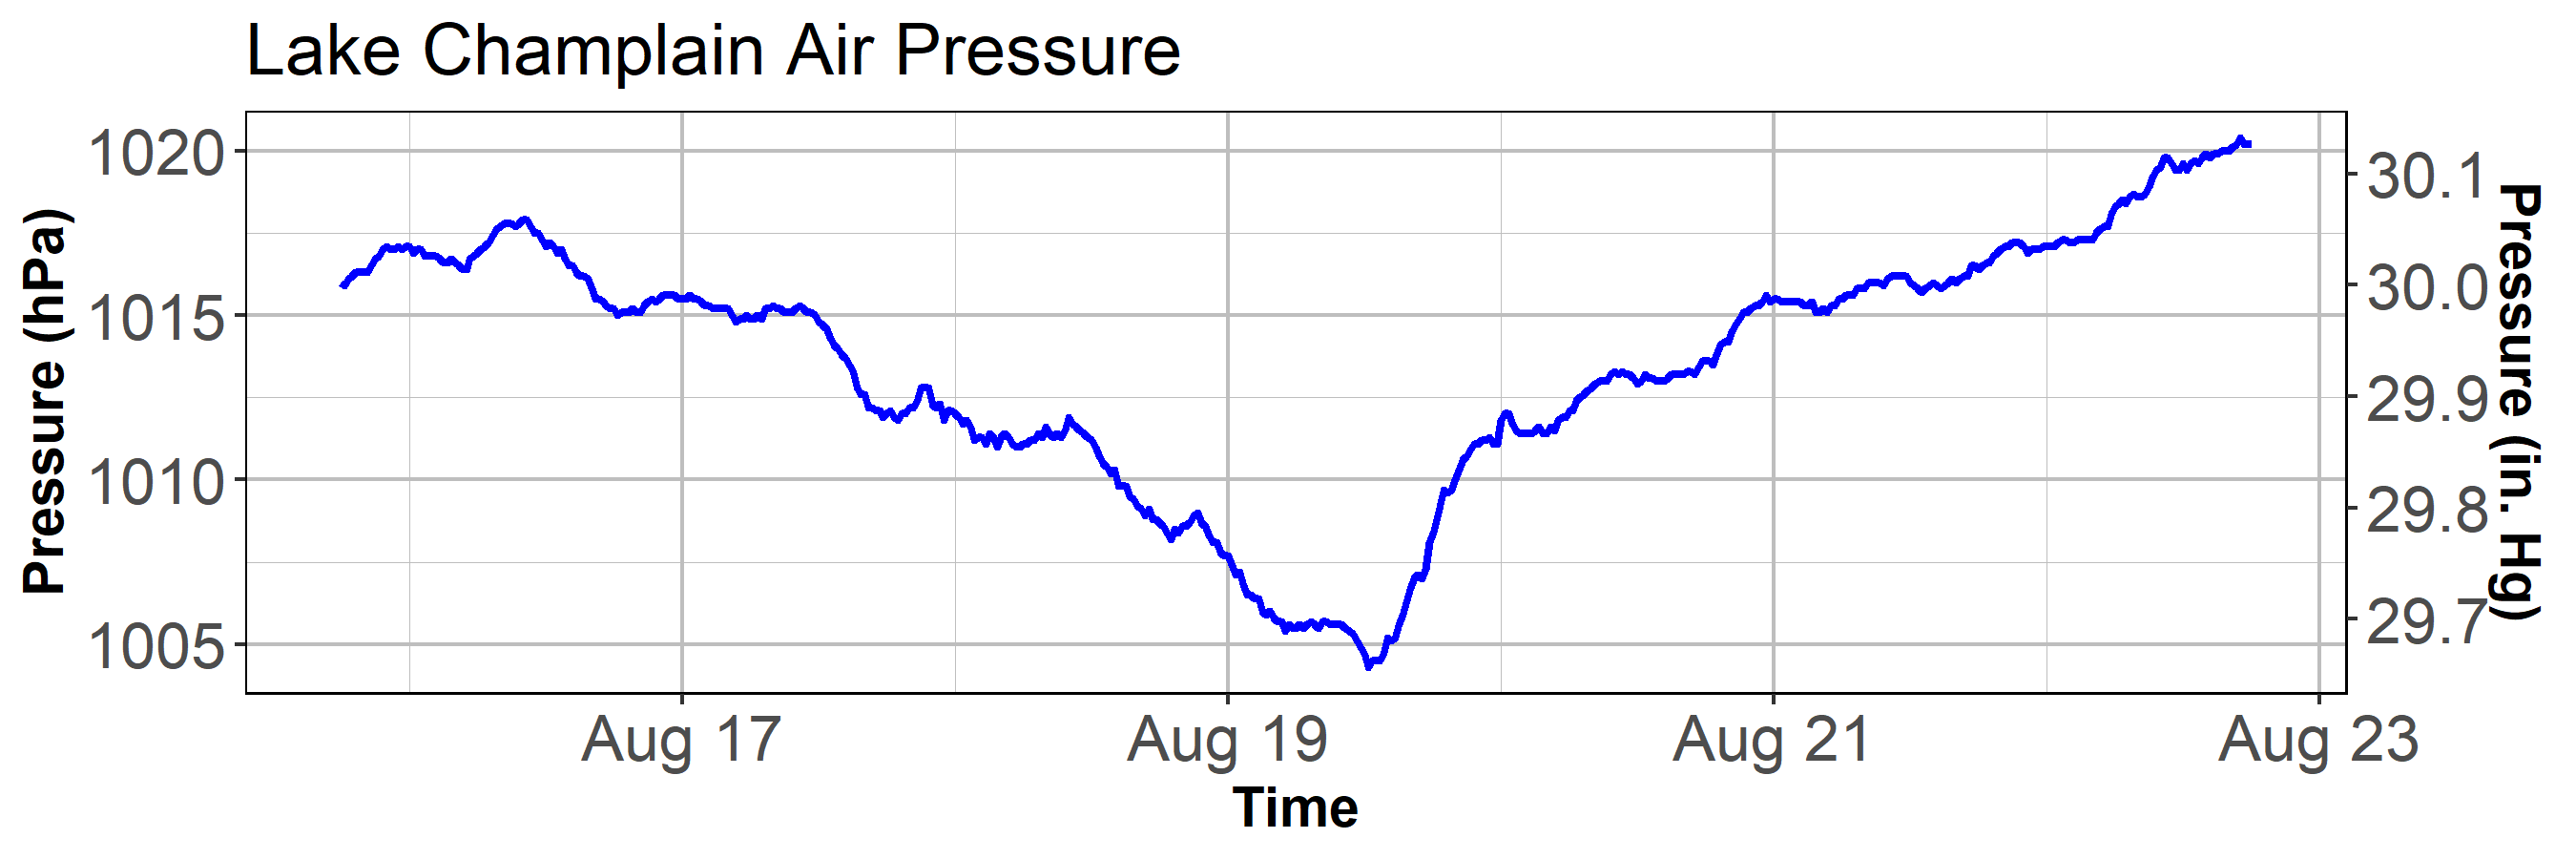 Lake Champlain Air Pressure
Pressure (hPa)
1020
1015
1010
1005
30.1
30.0
29.9
29.8
29.7
Pressure (in. Hg)
Aug 17
Aug 19
Aug 21
Aug 23
Time